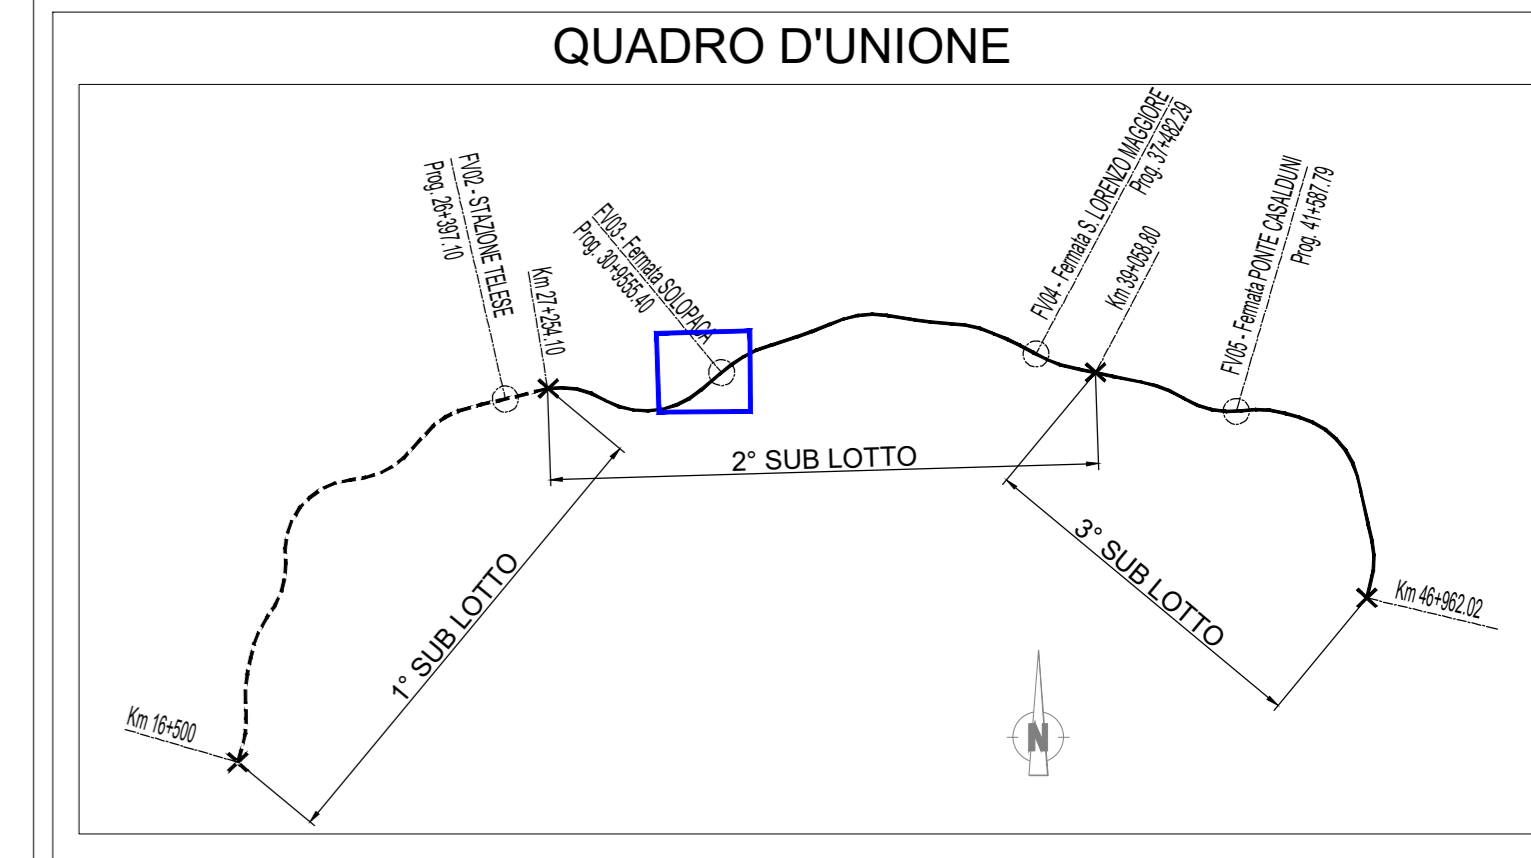 QUADRO D'UNIONE
FV02 - STAZIONE TELESE
Prog. 26+397.10
Km 27+254.10
FV03 - Fermata SOLOPACA
Prog. 30+9555.40
FV04 - Fermata S. LORENZO MAGGIORE
Prog. 37+482.29
Km 39+058.80
FV05 - Fermata PONTE CASALDUNI
Prog. 41+587.79
2° SUB LOTTO
1° SUB LOTTO
3° SUB LOTTO
Km 46+962.02
Km 16+500
N